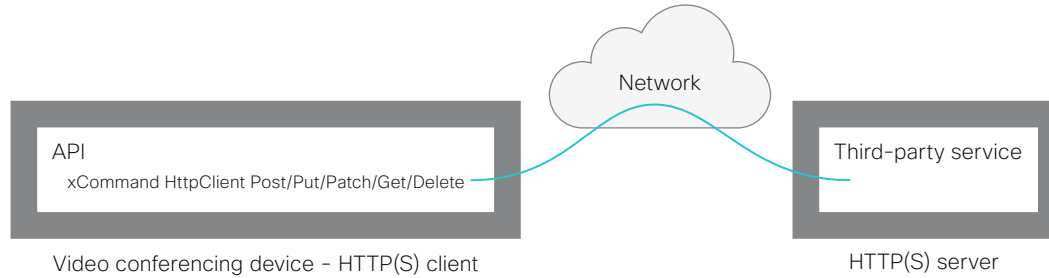 Network
API
xCommand HttpClient Post/Put/Patch/Get/Delete
Third-party service
Video conferencing device - HTTP(S) client
HTTP(S) server